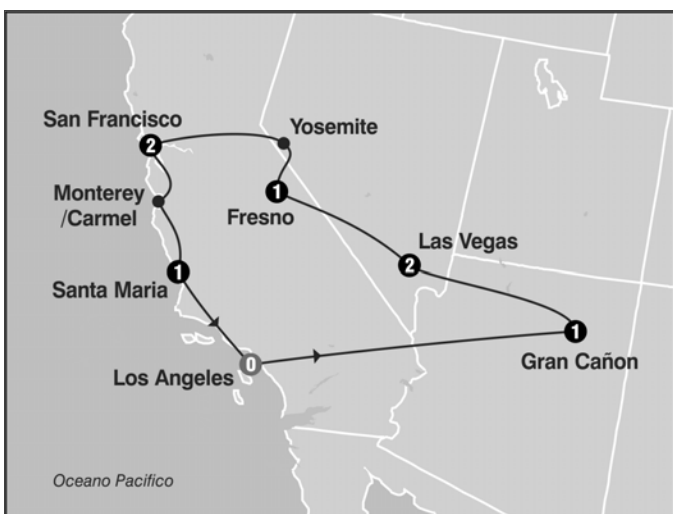 San Francisco
2
Yosemite
Monterey
/Carmel
1
Fresno
Las Vegas
2
1
Santa Maria
1
Gran Cañon
0
Los Angeles
Oceano Pacifico